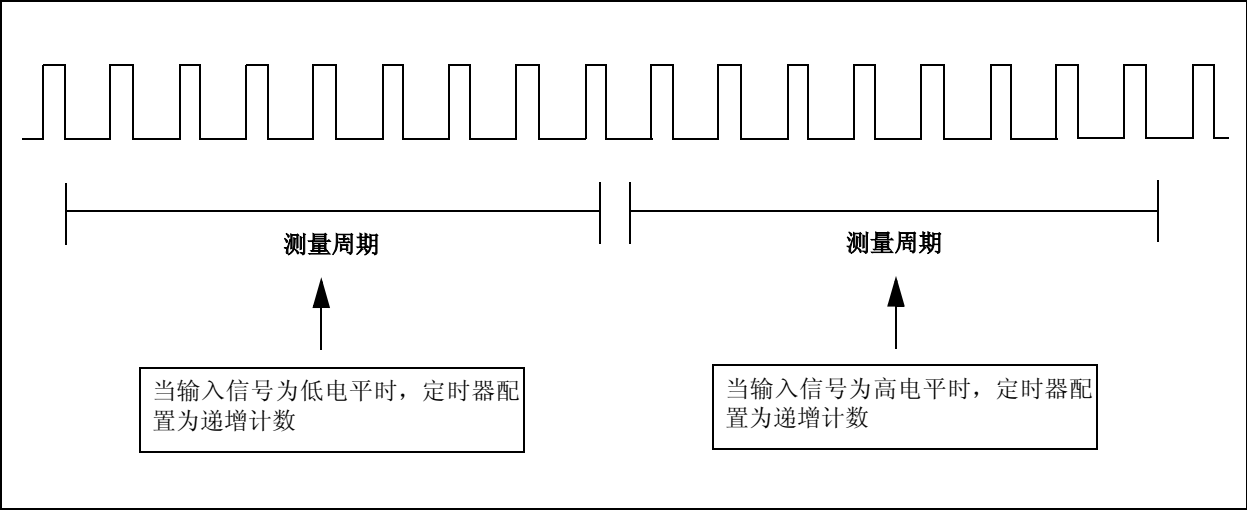 测量周期
测量周期
当输入信号为低电平时，定时器配
置为递增计数
当输入信号为高电平时，定时器配
置为递增计数